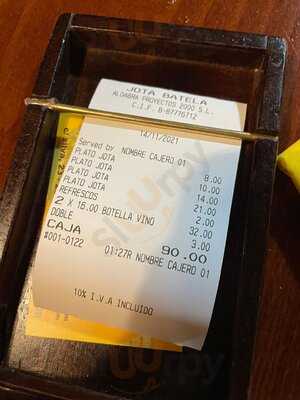 JOTA BATELA
ALDABRA PROYECTOS 2000 S.L.
C.I.F. B-87716112
14/11/2021
Served by NOMBRE CAJERO 01
PLATO JOTA 8.00
PLATO JOTA 10.00
PLATO JOTA 14.00
PLATO JOTA 21.00
REFRESCOS 2.00
2 x 16.00 BOTELLA VINO 32.00
DOBLE 3.00
CAJA 90.00
#001-0122 01:27R NOMBRE CAJERO 01
10% I.V.A INCLUIDO